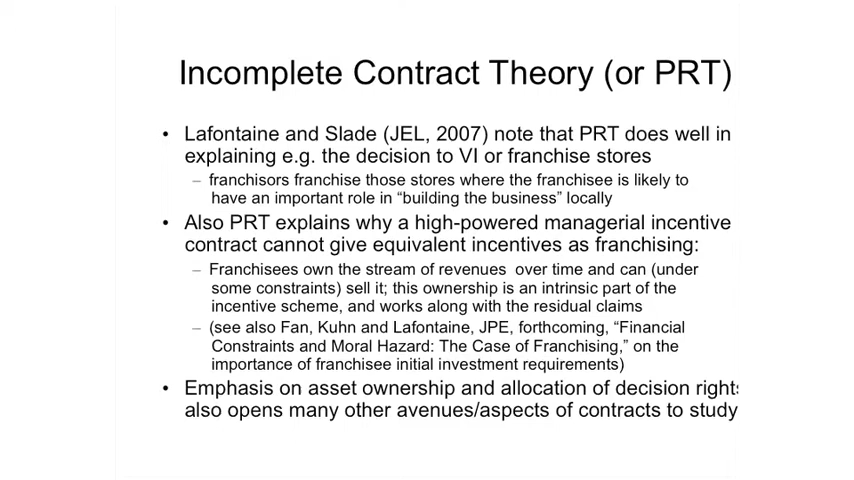 Incomplete Contract Theory (or PRT)
• Lafontaine and Slade (JEL, 2007) note that PRT does well in
explaining e.g. the decision to VI or franchise stores
– franchisors franchise those stores where the franchisee is likely to
have an important role in “building the business” locally
• Also PRT explains why a high-powered managerial incentive
contract cannot give equivalent incentives as franchising:
– Franchisees own the stream of revenues over time and can (under
some constraints) sell it; this ownership is an intrinsic part of the
incentive scheme, and works along with the residual claims
– (see also Fan, Kuhn and Lafontaine, JPE, forthcoming, “Financial
Constraints and Moral Hazard: The Case of Franchising,” on the
importance of franchisee initial investment requirements)
• Emphasis on asset ownership and allocation of decision rights
also opens many other avenues/aspects of contracts to study